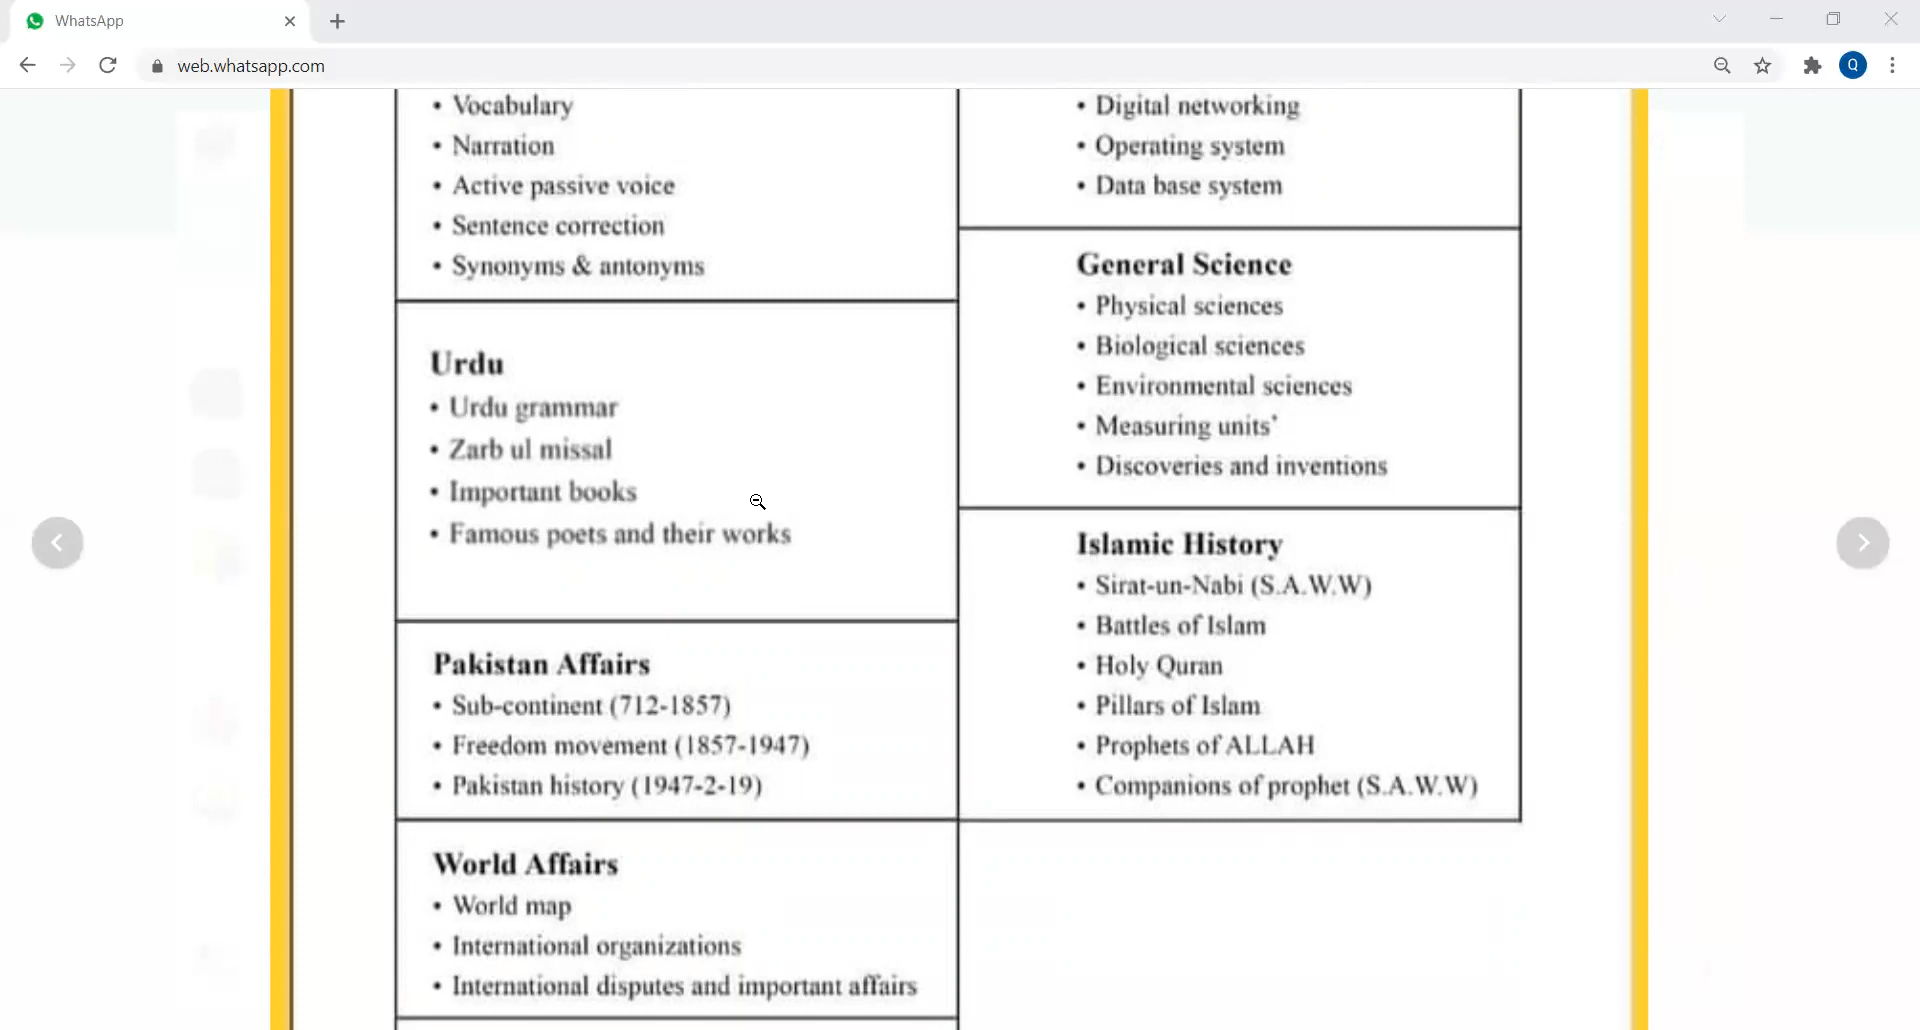 WhatsApp
web.whatsapp.com
Q
• Vocabulary
• Narration
• Active passive voice
• Sentence correction
• Synonyms & antonyms
Urdu
• Urdu grammar
• Zarb ul missal
• Important books
• Famous poets and their works
Pakistan Affairs
• Sub-continent (712-1857)
• Freedom movement (1857-1947)
• Pakistan history (1947-2-19)
World Affairs
• World map
• International organizations
• International disputes and important affairs
• Digital networking
• Operating system
• Data base system
General Science
• Physical sciences
• Biological sciences
• Environmental sciences
• Measuring units'
• Discoveries and inventions
Islamic History
• Sirat-un-Nabi (S.A.W.W)
• Battles of Islam
• Holy Quran
• Pillars of Islam
• Prophets of ALLAH
• Companions of prophet (S.A.W.W)